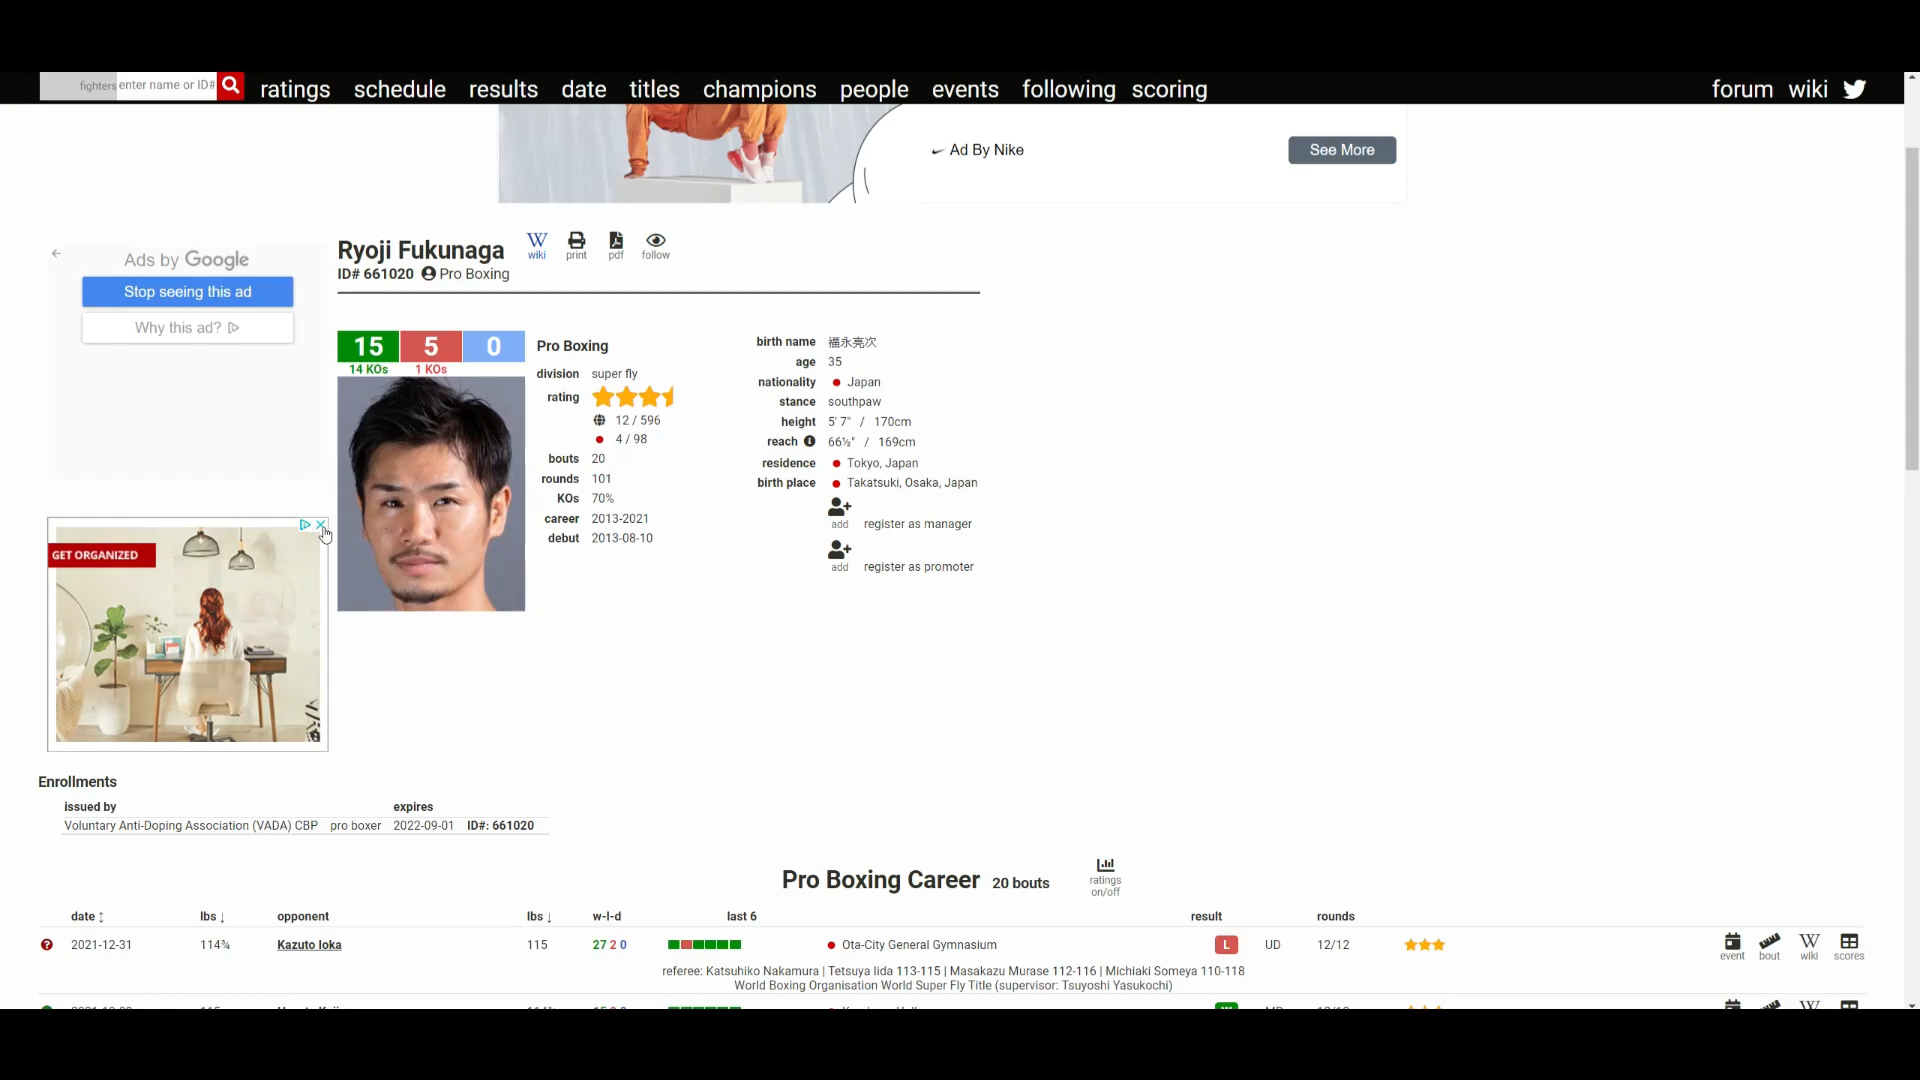 fighters enter name or ID# ratings schedule results date titles champions people events following scoring forum wiki
Ad By Nike See More
Ads by Google
Stop seeing this ad
Why this ad?
Ryoji Fukunaga
W
wiki print pdf follow
ID# 661020 Pro Boxing
15 5 0
14 KOs 1 KOs
Pro Boxing
division super fly
rating
12 / 596
4 / 98
bouts 20
rounds 101
KOs 70%
career 2013-2021
debut 2013-08-10
birth name 福永亮次
age 35
nationality Japan
stance southpaw
height 5′ 7″ / 170cm
reach 66½″ / 169cm
residence Tokyo, Japan
birth place Takatsuki, Osaka, Japan
add register as manager
add register as promoter
GET ORGANIZED
Enrollments
issued by expires
Voluntary Anti-Doping Association (VADA) CBP pro boxer 2022-09-01 ID#: 661020
Pro Boxing Career 20 bouts
ratings
on/off
date lbs opponent lbs w-l-d last 6 result rounds
2021-12-31 114¾ Kazuto Ioka 115 27 2 0 Ota-City General Gymnasium L UD 12/12 W
event bout wiki scores
referee: Katsuhiko Nakamura | Tetsuya Iida 113-115 | Masakazu Murase 112-116 | Michiaki Someya 110-118
World Boxing Organisation World Super Fly Title (supervisor: Tsuyoshi Yasukochi)